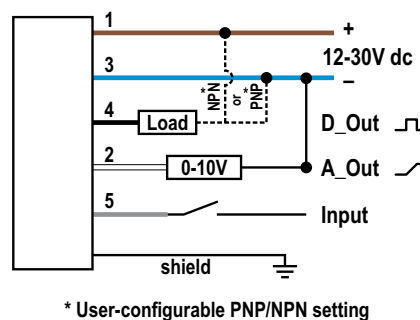 1
+
12-30V dc
3
–
* NPN or * PNP
4
Load
D_Out
2
0-10V
A_Out
5
Input
shield
* User-configurable PNP/NPN setting